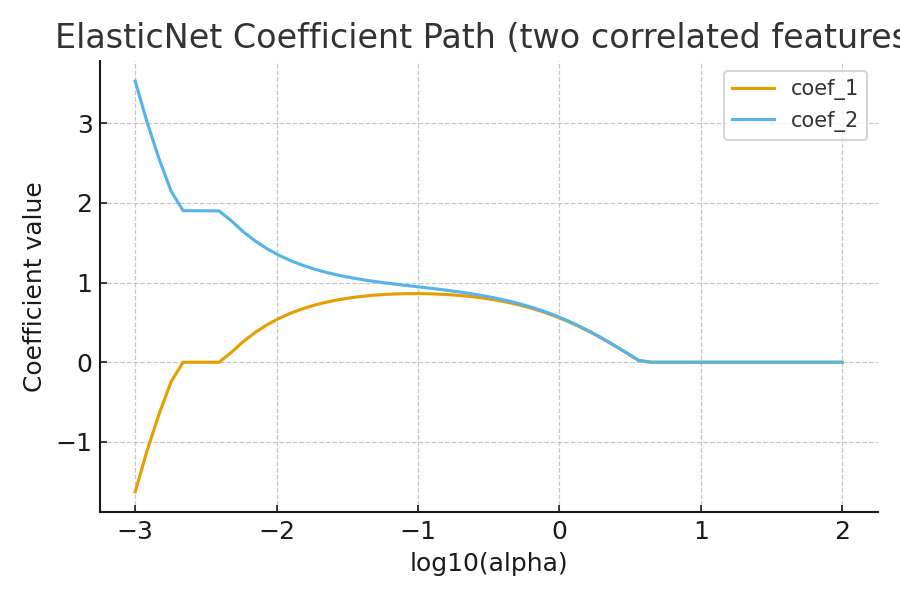 ElasticNet Coefficient Path (two correlated features
coef_1
coef_2
3
2
1
0
−1
Coefficient value
−3
−2
−1
0
1
2
log10(alpha)